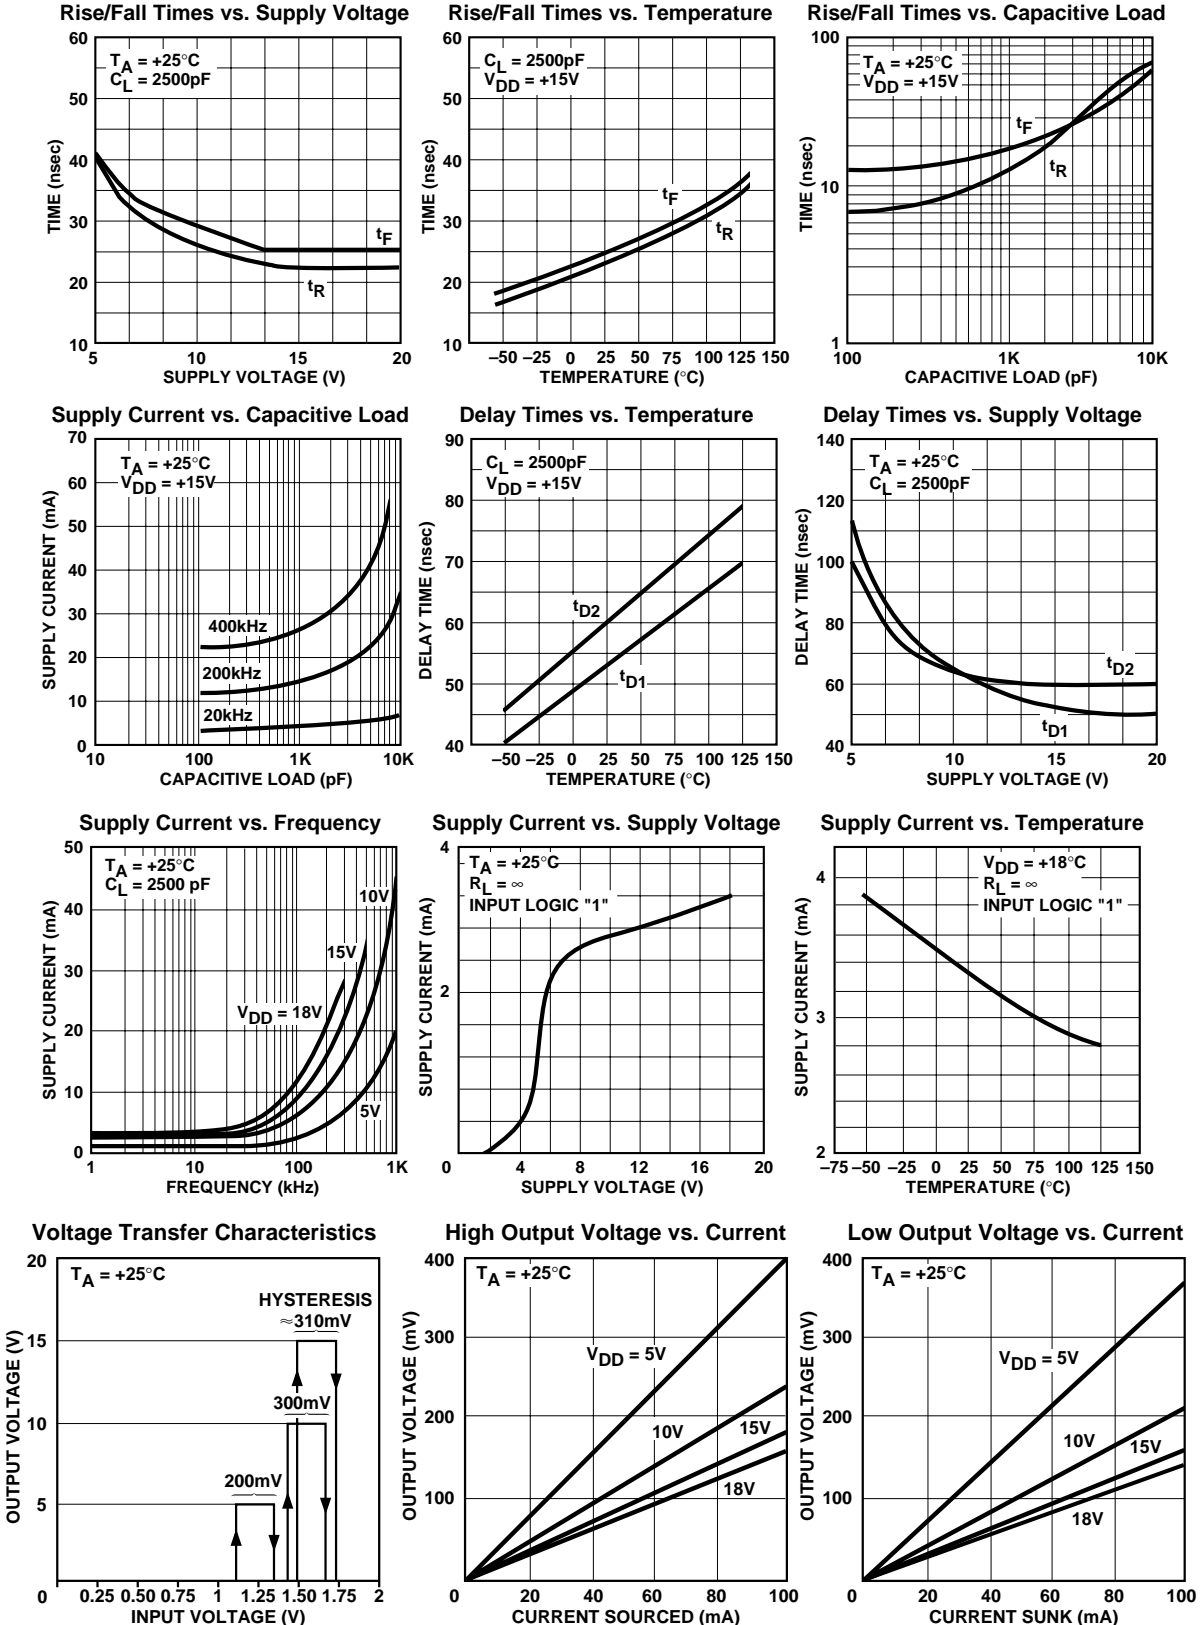 Rise/Fall Times vs. Supply Voltage
60
50
40
30
20
10
TIME (nsec)
TA = +25°C
CL = 2500pF
tF
tR
5 10 15 20
SUPPLY VOLTAGE (V)
Rise/Fall Times vs. Temperature
60
50
40
30
20
10
TIME (nsec)
CL = 2500pF
VDD = +15V
tF
tR
–50 –25 0 25 50 75 100 125 150
TEMPERATURE (°C)
Rise/Fall Times vs. Capacitive Load
100
10
1
TIME (nsec)
TA = +25°C
VDD = +15V
tF
tR
100 1K 10K
CAPACITIVE LOAD (pF)
Supply Current vs. Capacitive Load
70
60
50
40
30
20
10
0
SUPPLY CURRENT (mA)
TA = +25°C
VDD = +15V
400kHz
200kHz
20kHz
10 100 1K 10K
CAPACITIVE LOAD (pF)
Delay Times vs. Temperature
90
80
70
60
50
40
DELAY TIME (nsec)
CL = 2500pF
VDD = +15V
tD2
tD1
–50 –25 0 25 50 75 100 125 150
TEMPERATURE (°C)
Delay Times vs. Supply Voltage
140
120
100
80
60
40
DELAY TIME (nsec)
TA = +25°C
CL = 2500pF
tD2
tD1
5 10 15 20
SUPPLY VOLTAGE (V)
Supply Current vs. Frequency
50
40
30
20
10
0
SUPPLY CURRENT (mA)
TA = +25°C
CL = 2500 pF
10V
15V
VDD = 18V
5V
1 10 100 1K
FREQUENCY (kHz)
Supply Current vs. Supply Voltage
4
2
SUPPLY CURRENT (mA)
TA = +25°C
RL = ∞
INPUT LOGIC "1"
0 4 8 12 16 20
SUPPLY VOLTAGE (V)
Supply Current vs. Temperature
4
3
2
SUPPLY CURRENT (mA)
VDD = +18°C
RL = ∞
INPUT LOGIC "1"
–75 –50 –25 0 25 50 75 100 125 150
TEMPERATURE (°C)
Voltage Transfer Characteristics
20
15
10
5
OUTPUT VOLTAGE (V)
TA = +25°C
HYSTERESIS
≈310mV
300mV
200mV
0 0.25 0.50 0.75 1 1.25 1.50 1.75 2
INPUT VOLTAGE (V)
High Output Voltage vs. Current
400
300
200
100
OUTPUT VOLTAGE (mV)
TA = +25°C
VDD = 5V
10V
15V
18V
0 20 40 60 80 100
CURRENT SOURCED (mA)
Low Output Voltage vs. Current
400
300
200
100
OUTPUT VOLTAGE (mV)
TA = +25°C
VDD = 5V
10V
15V
18V
0 20 40 60 80 100
CURRENT SUNK (mA)